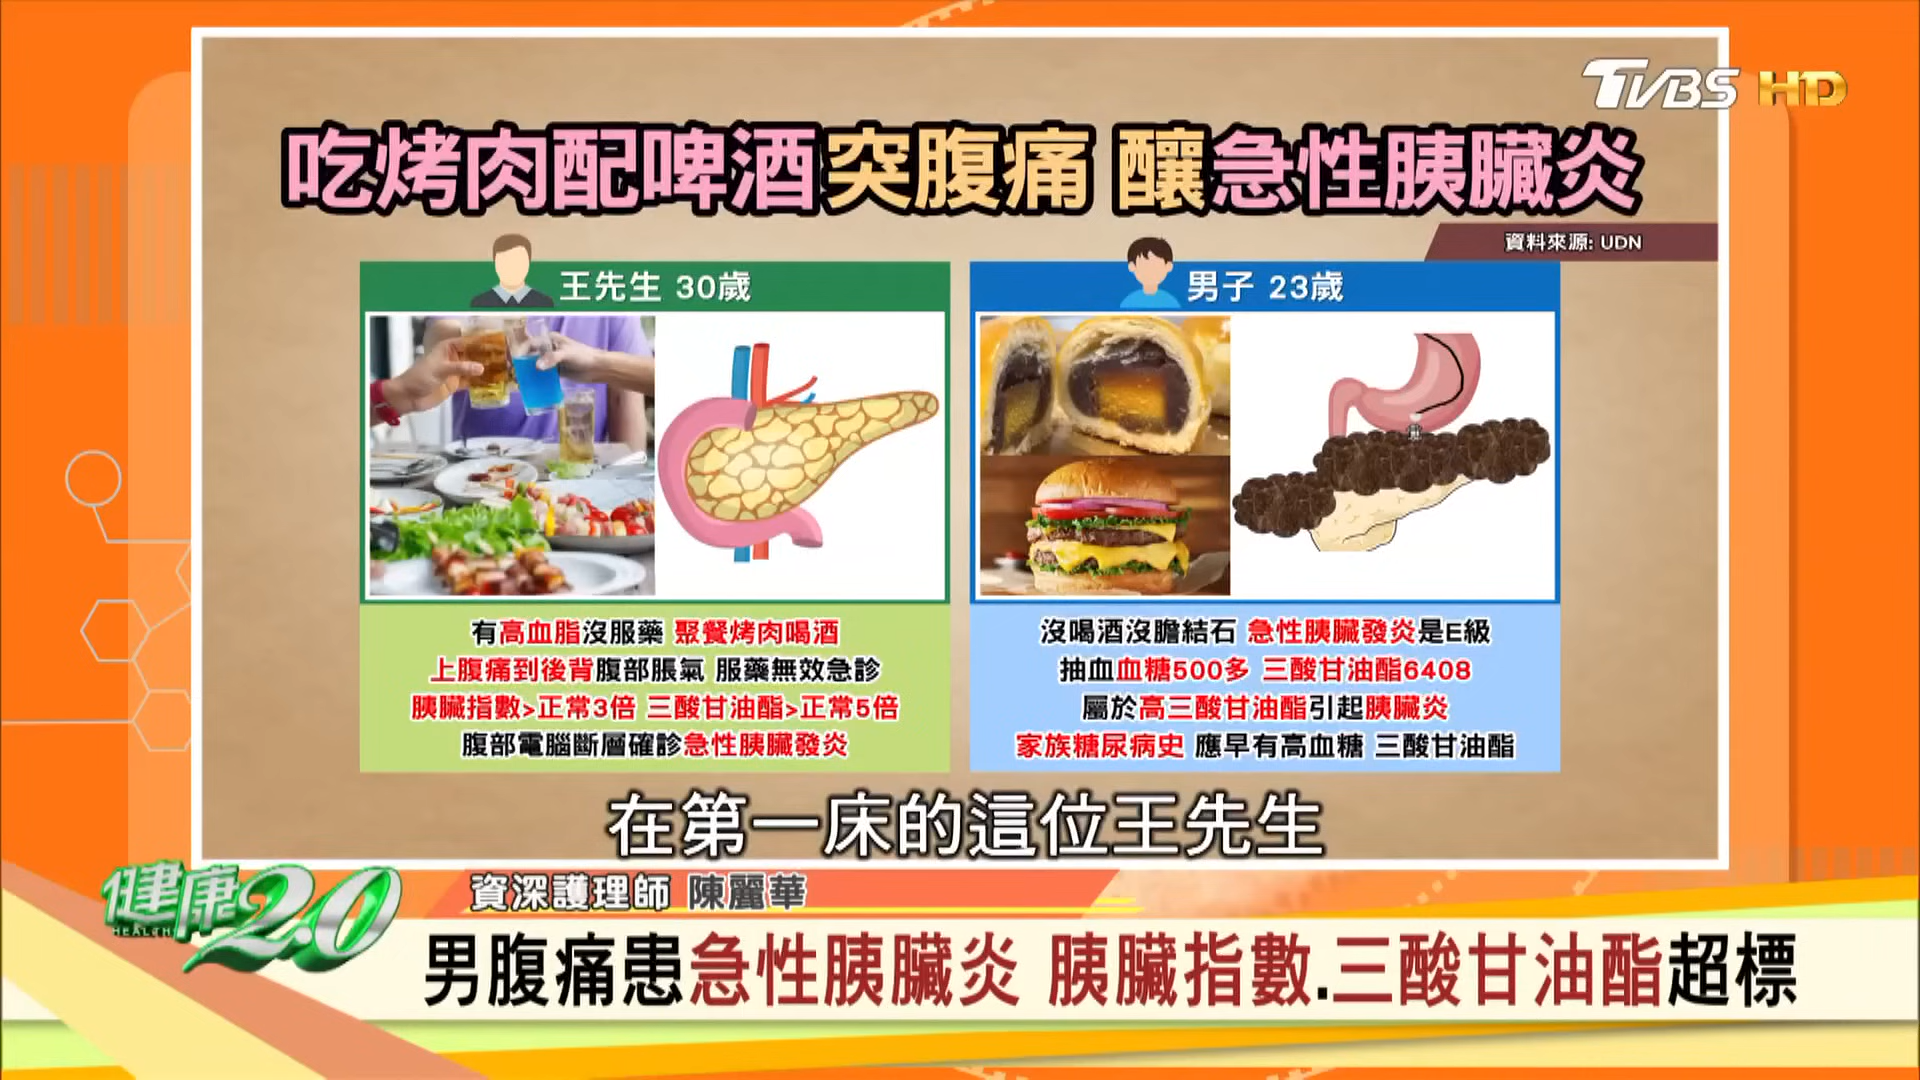 TVBS HD
吃烤肉配啤酒突腹痛 釀急性胰臟炎
資料來源: UDN
王先生 30歲
有高血脂沒服藥 聚餐烤肉喝酒
上腹痛到後背腹部脹氣 服藥無效急診
胰臟指數>正常3倍 三酸甘油酯>正常5倍
腹部電腦斷層確診急性胰臟發炎
男子 23歲
沒喝酒沒膽結石 急性胰臟發炎是E級
抽血血糖500多 三酸甘油酯6408
屬於高三酸甘油酯引起胰臟炎
家族糖尿病史 應早有高血糖 三酸甘油酯
在第一床的這位王先生
健康2.0
HEALTH
資深護理師 陳麗華
男腹痛患急性胰臟炎 胰臟指數.三酸甘油酯超標